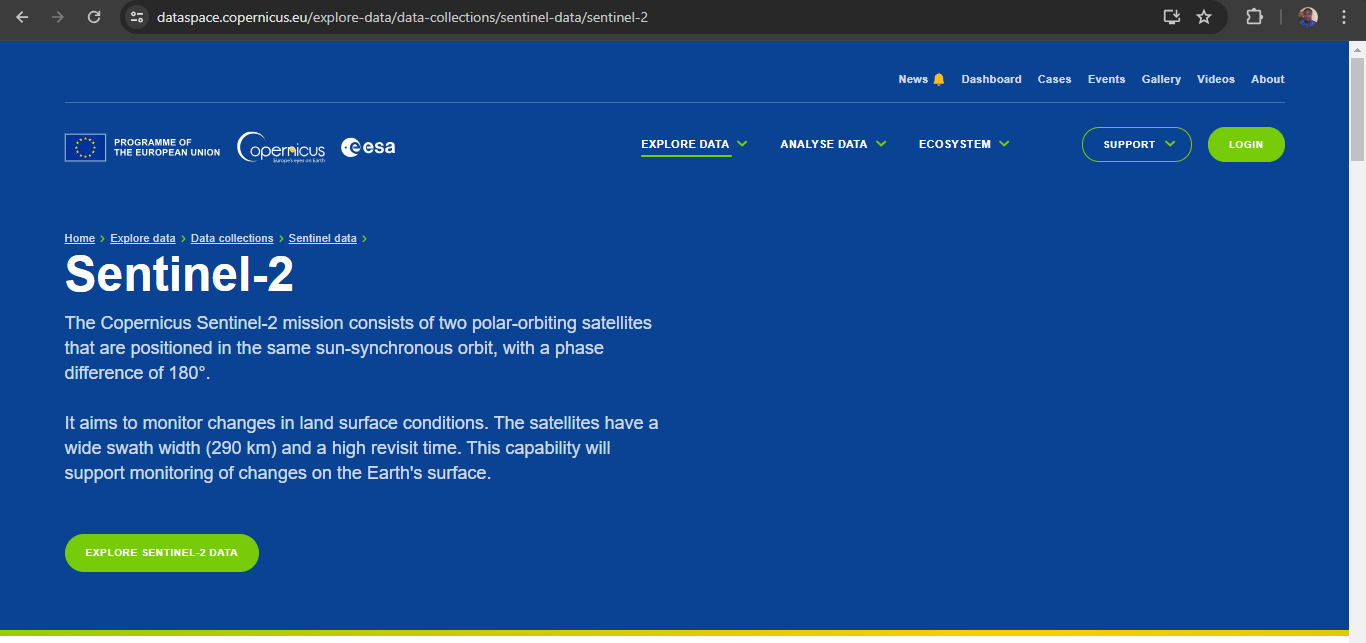 dataspace.copernicus.eu/explore-data/data-collections/sentinel-data/sentinel-2
News Dashboard Cases Events Gallery Videos About
PROGRAMME OF
THE EUROPEAN UNION
opernicus
Europe's eyes on Earth
esa
EXPLORE DATA ANALYSE DATA ECOSYSTEM SUPPORT LOGIN
Home > Explore data > Data collections > Sentinel data >
Sentinel-2
The Copernicus Sentinel-2 mission consists of two polar-orbiting satellites
that are positioned in the same sun-synchronous orbit, with a phase
difference of 180°.
It aims to monitor changes in land surface conditions. The satellites have a
wide swath width (290 km) and a high revisit time. This capability will
support monitoring of changes on the Earth's surface.
EXPLORE SENTINEL-2 DATA